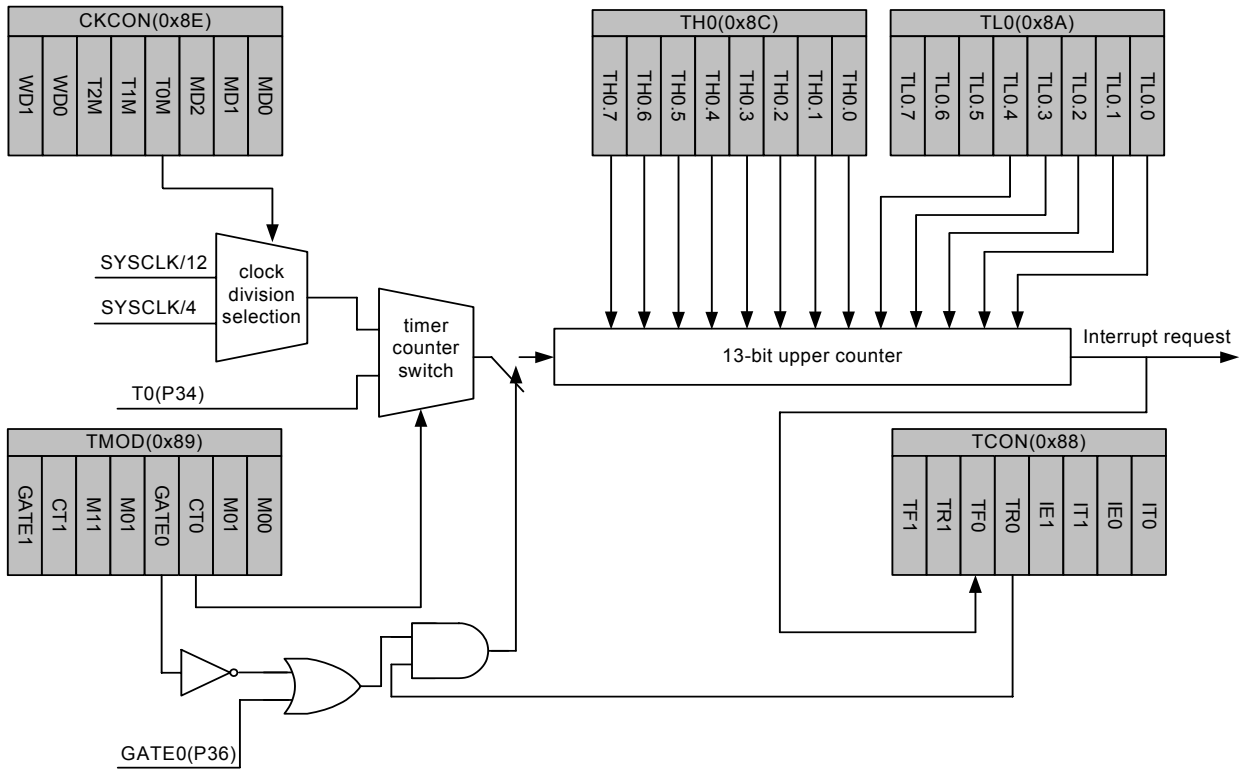 CKCON(0x8E)
WD1
WD0
T2M
T1M
T0M
MD2
MD1
MD0
TH0(0x8C)
TH0.7
TH0.6
TH0.5
TH0.4
TH0.3
TH0.2
TH0.1
TH0.0
TL0(0x8A)
TL0.7
TL0.6
TL0.5
TL0.4
TL0.3
TL0.2
TL0.1
TL0.0
SYSCLK/12
SYSCLK/4
clock
division
selection
timer
counter
switch
T0(P34)
13-bit upper counter
Interrupt request
TMOD(0x89)
GATE1
CT1
M11
M01
GATE0
CT0
M01
M00
TCON(0x88)
TF1
TR1
TF0
TR0
IE1
IT1
IE0
IT0
GATE0(P36)